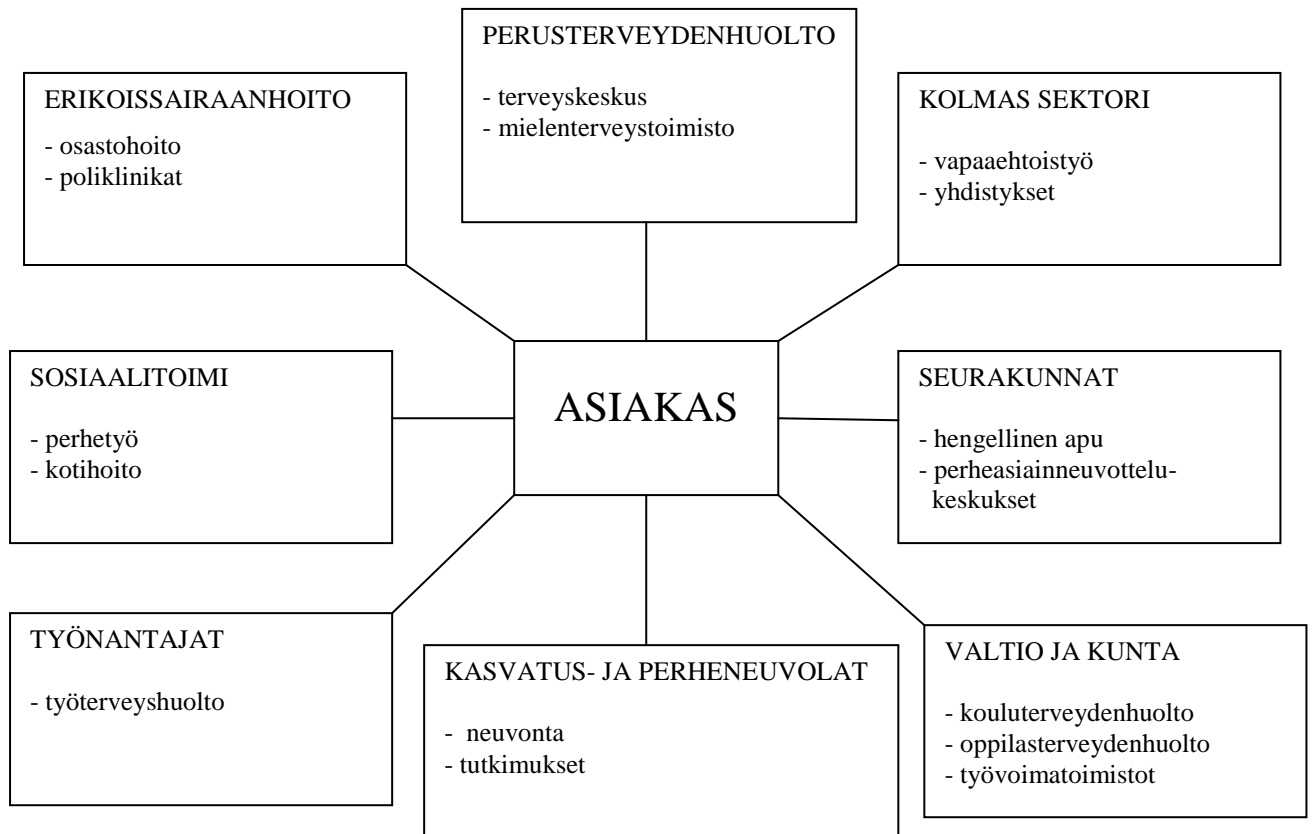 PERUSTERVEYDENHUOLTO
- terveyskeskus
- mielenterveystoimisto
ERIKOISSAIRAANHOITO
- osastohoito
- poliklinikat
KOLMAS SEKTORI
- vapaaehtoistyö
- yhdistykset
SOSIAALITOIMI
- perhetyö
- kotihoito
ASIAKAS
SEURAKUNNAT
- hengellinen apu
- perheasiainneuvottelu-
keskukset
TYÖNANTAJAT
- työterveyshuolto
KASVATUS- JA PERHENEUVOLAT
- neuvonta
- tutkimukset
VALTIO JA KUNTA
- kouluterveydenhuolto
- oppilasterveydenhuolto
- työvoimatoimistot